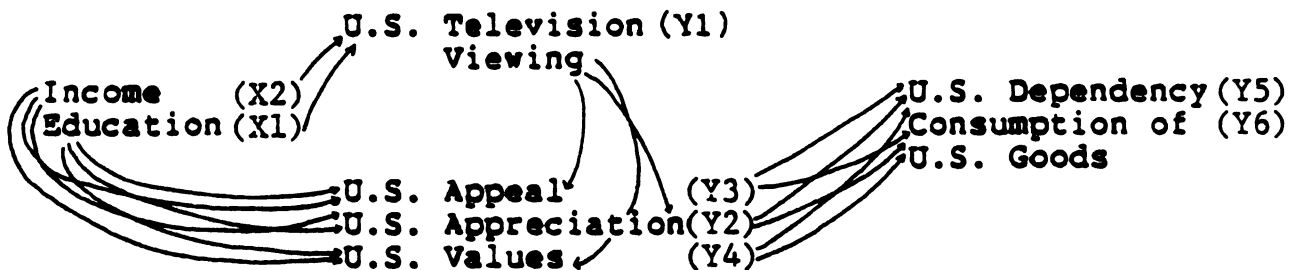 U.S. Television (Y1)
Viewing
Income (X2)
Education (X1)
U.S. Dependency (Y5)
Consumption of (Y6)
U.S. Goods
U.S. Appeal (Y3)
U.S. Appreciation (Y2)
U.S. Values (Y4)